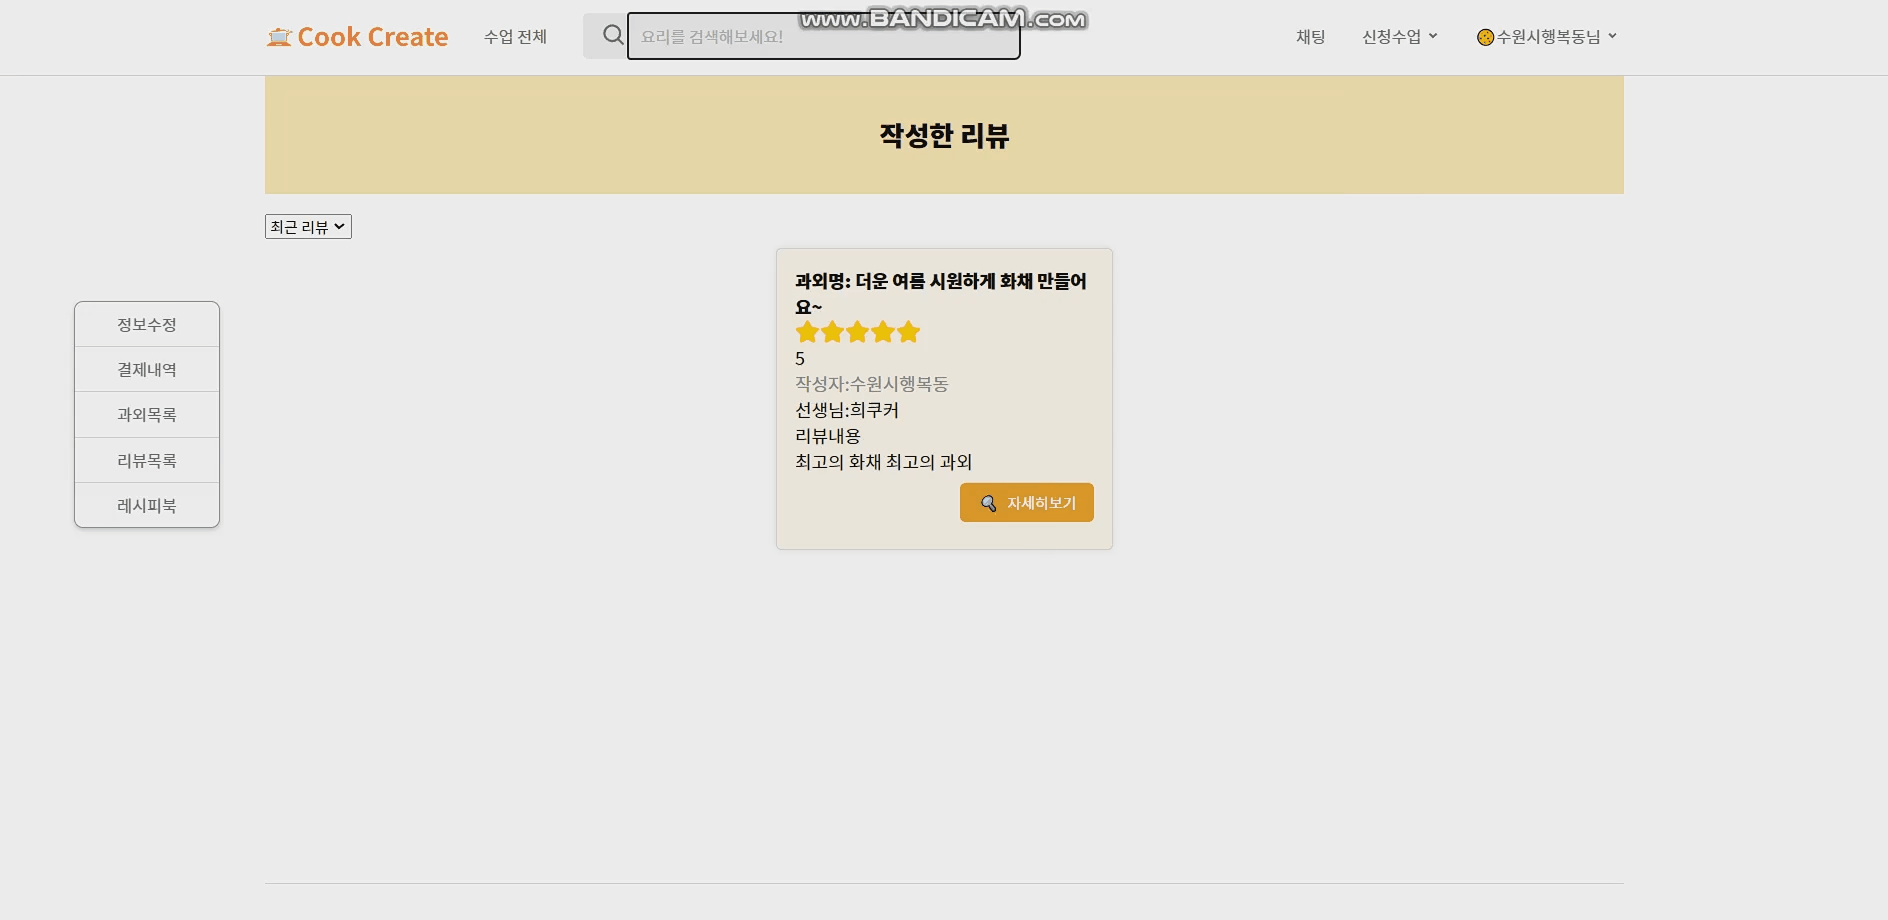 Cook Create
수업 전체
요리를 검색해보세요!
www.BANDICAM.com
채팅
신청수업
수원시행복동님
작성한 리뷰
최근 리뷰
정보수정
결제내역
과외목록
리뷰목록
레시피북
과외명: 더운 여름 시원하게 화채 만들어
요~
5
작성자:수원시행복동
선생님:희쿠커
리뷰내용
최고의 화채 최고의 과외
자세히보기